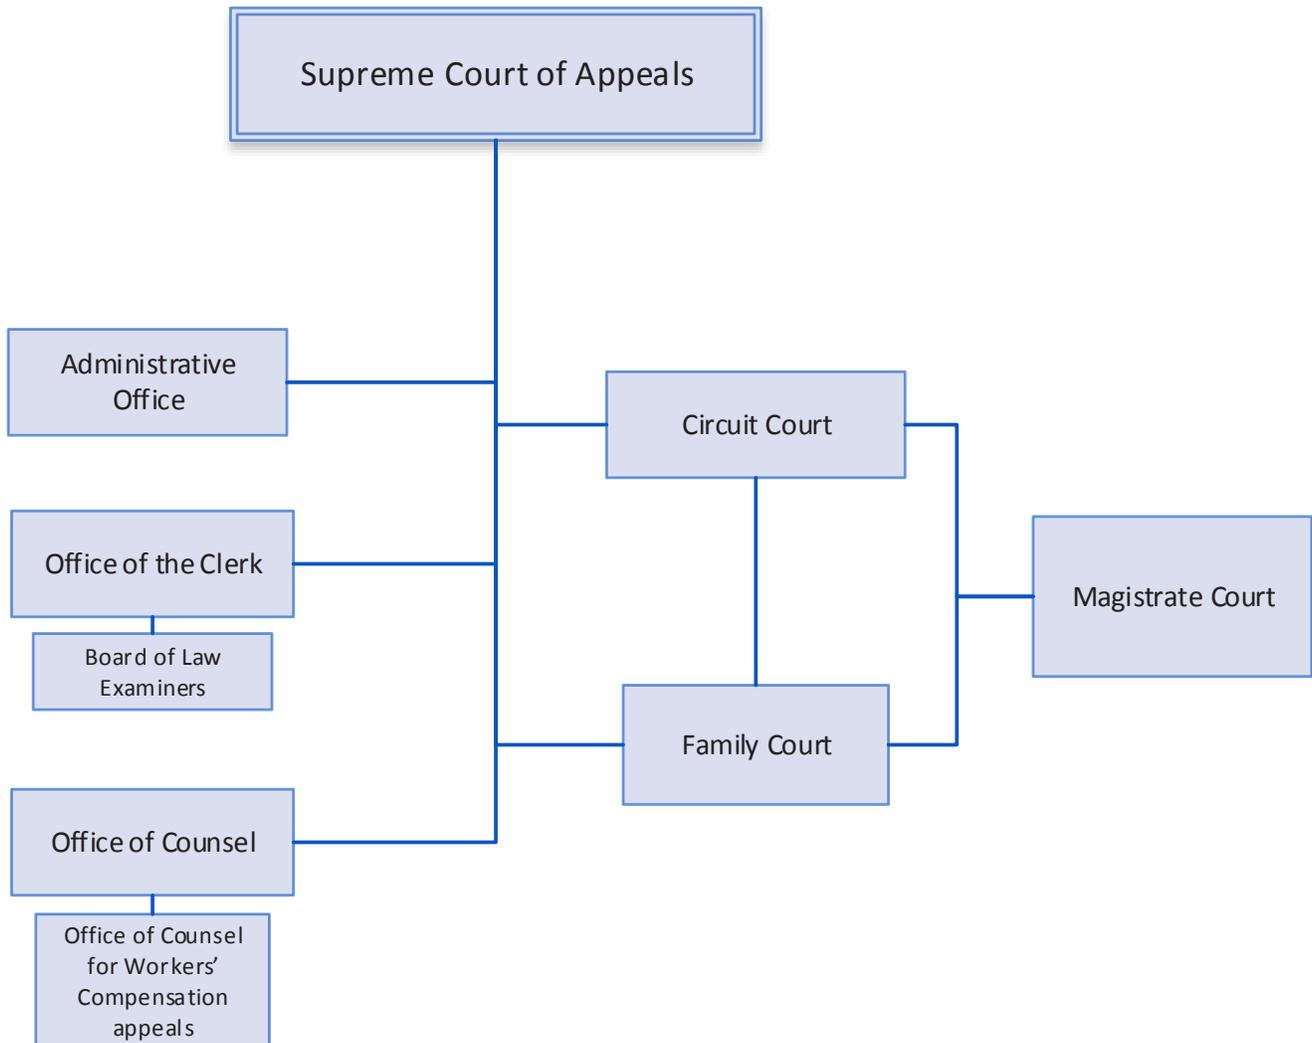 Supreme Court of Appeals
Administrative
Office
Circuit Court
Office of the Clerk
Board of Law
Examiners
Magistrate Court
Family Court
Office of Counsel
Office of Counsel
for Workers’
Compensation
appeals